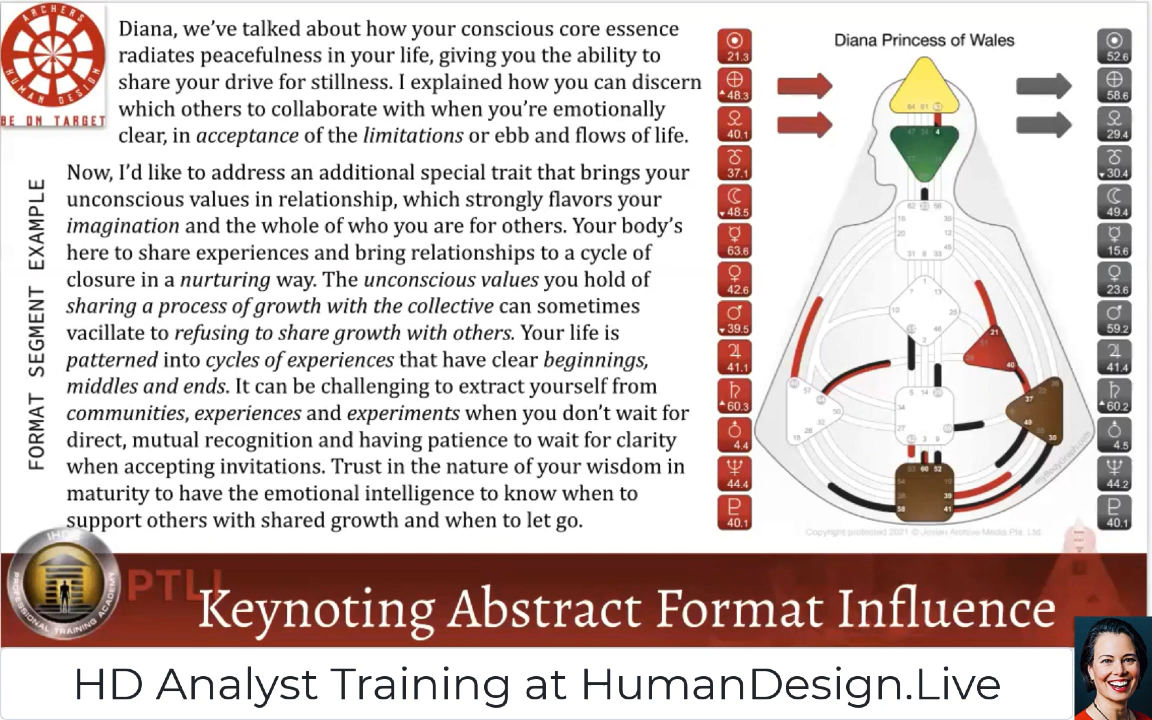 ARCHERS
HUMAN DESIGN
BE ON TARGET
Diana, we've talked about how your conscious core essence
radiates peacefulness in your life, giving you the ability to
share your drive for stillness. I explained how you can discern
which others to collaborate with when you're emotionally
clear, in acceptance of the limitations or ebb and flows of life.
FORMAT SEGMENT EXAMPLE
Now, I'd like to address an additional special trait that brings your
unconscious values in relationship, which strongly flavors your
imagination and the whole of who you are for others. Your body's
here to share experiences and bring relationships to a cycle of
closure in a nurturing way. The unconscious values you hold of
sharing a process of growth with the collective can sometimes
vacillate to refusing to share growth with others. Your life is
patterned into cycles of experiences that have clear beginnings,
middles and ends. It can be challenging to extract yourself from
communities, experiences and experiments when you don't wait for
direct, mutual recognition and having patience to wait for clarity
when accepting invitations. Trust in the nature of your wisdom in
maturity to have the emotional intelligence to know when to
support others with shared growth and when to let go.
Diana Princess of Wales
21.3
48.3
40.1
37.1
48.5
63.6
42.6
39.5
41.1
60.3
4.4
44.4
40.1
52.6
58.6
29.4
30.4
49.4
15.6
23.6
59.2
41.4
60.2
4.5
44.2
40.1
Copyright protected 2021 © Jovian Archive Media Pte. Ltd.
IHDS
PROFESSIONAL TRAINING ACADEMY
PTLL
Keynoting Abstract Format Influence
HD Analyst Training at HumanDesign.Live